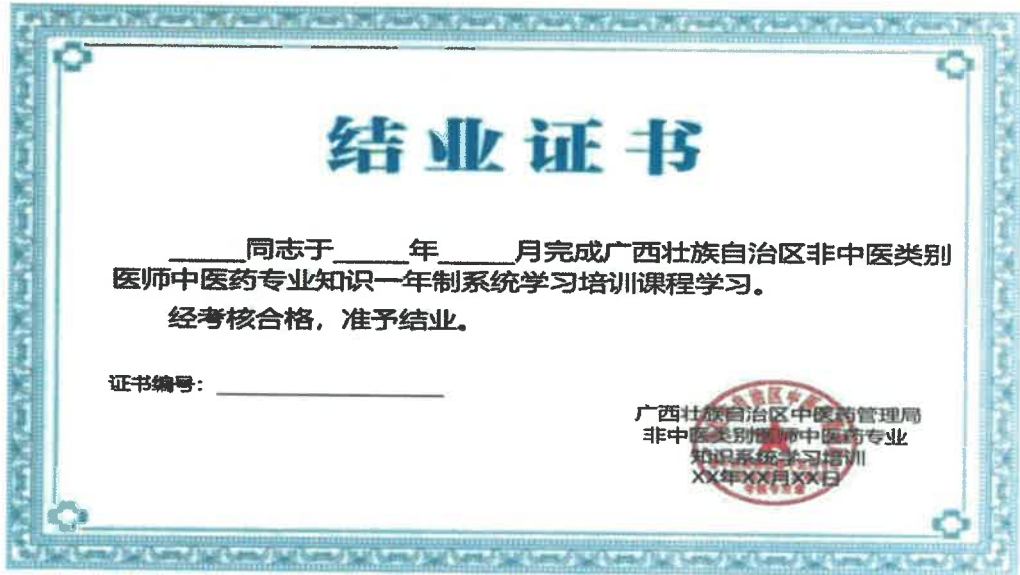 结业证书
_____同志于_____年_____月完成广西壮族自治区非中医类别
医师中医药专业知识一年制系统学习培训课程学习。
经考核合格，准予结业。
证书编号：_______________
广西壮族自治区中医药管理局
非中医类别医师中医药专业
知识系统学习培训
XX年XX月XX日